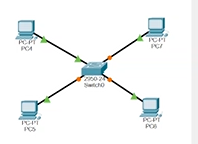 PC-PT
PC4
PC-PT
PC7
2950-24
Switch0
PC-PT
PC5
PC-PT
PC6